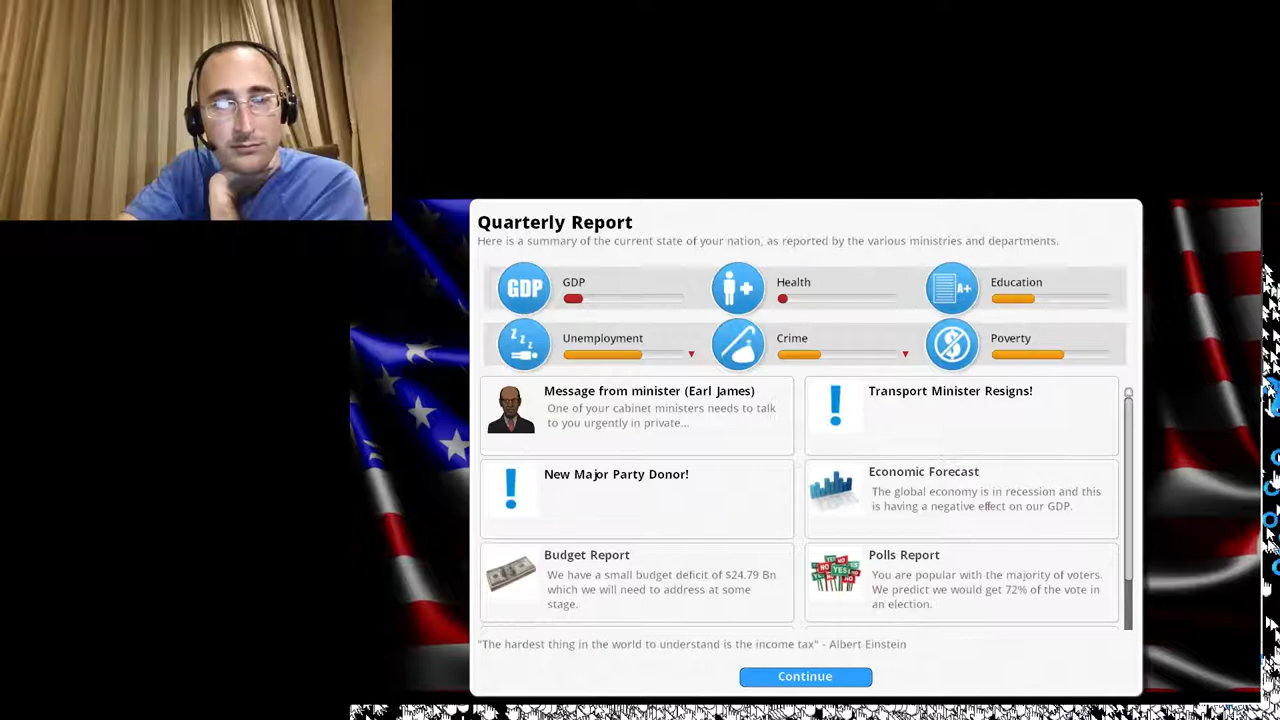 Quarterly Report
Here is a summary of the current state of your nation, as reported by the various ministries and departments.
GDP
GDP
Health
A+
Education
Z Z Z
Unemployment
Crime
$
Poverty
Message from minister (Earl James)
One of your cabinet ministers needs to talk
to you urgently in private...
!
Transport Minister Resigns!
!
New Major Party Donor!
Economic Forecast
The global economy is in recession and this
is having a negative effect on our GDP.
Budget Report
We have a small budget deficit of $24.79 Bn
which we will need to address at some
stage.
NO
YES
NO
YES
Polls Report
You are popular with the majority of voters.
We predict we would get 72% of the vote in
an election.
"The hardest thing in the world to understand is the income tax" - Albert Einstein
Continue